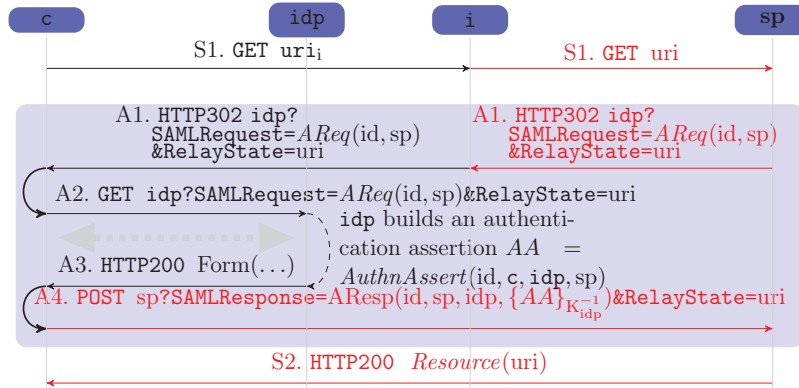 c idp i sp
S1. GET uri_i S1. GET uri
A1. HTTP302 idp? A1. HTTP302 idp?
SAMLRequest=AReq(id, sp) SAMLRequest=AReq(id, sp)
&RelayState=uri &RelayState=uri
A2. GET idp?SAMLRequest=AReq(id, sp)&RelayState=uri
idp builds an authenti-
cation assertion AA =
A3. HTTP200 Form(...) AuthnAssert(id, c, idp, sp)
A4. POST sp?SAMLResponse=AResp(id, sp, idp, {AA}_{K_{idp}^{-1}})&RelayState=uri
S2. HTTP200 Resource(uri)